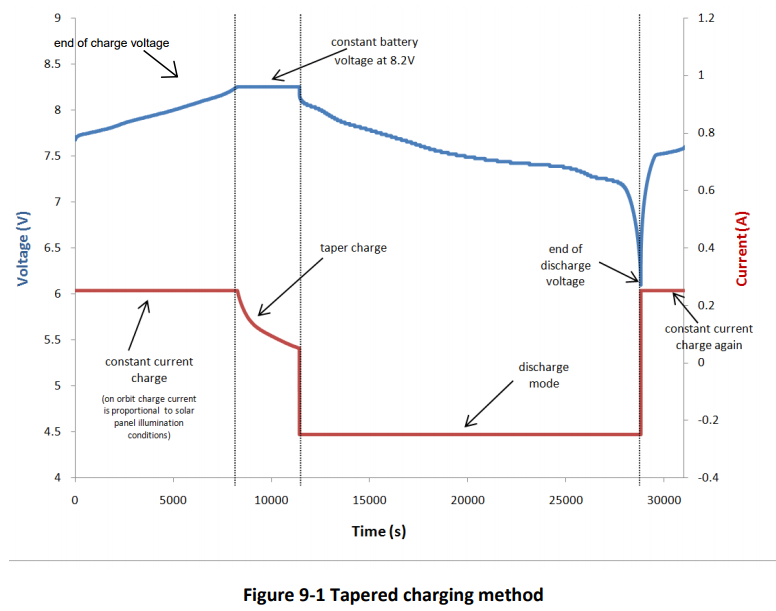 9
1.2
end of charge voltage
constant battery
voltage at 8.2V
8.5
1
8
0.8
7.5
7
0.6
Voltage (V)
6.5
taper charge
end of
discharge
voltage
0.4
Current(A)
6
0.2
constant current
charge again
5.5
constant current
charge
(on orbit charge current
is proportional to solar
panel illumination
conditions)
0
discharge
mode
5
-0.2
4.5
4
-0.4
0
5000
10000
15000
20000
25000
30000
Time (s)
Figure 9-1 Tapered charging method